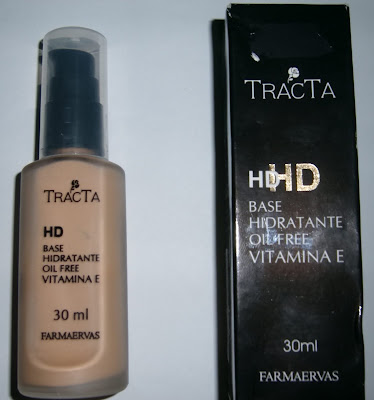 TRACTA
HD
BASE
HIDRATANTE
OIL FREE
VITAMINA E
30 ml
FARMAERVAS
TRACTA
HD HD
BASE
HIDRATANTE
OIL FREE
VITAMINA E
30ml
FARMAERVAS